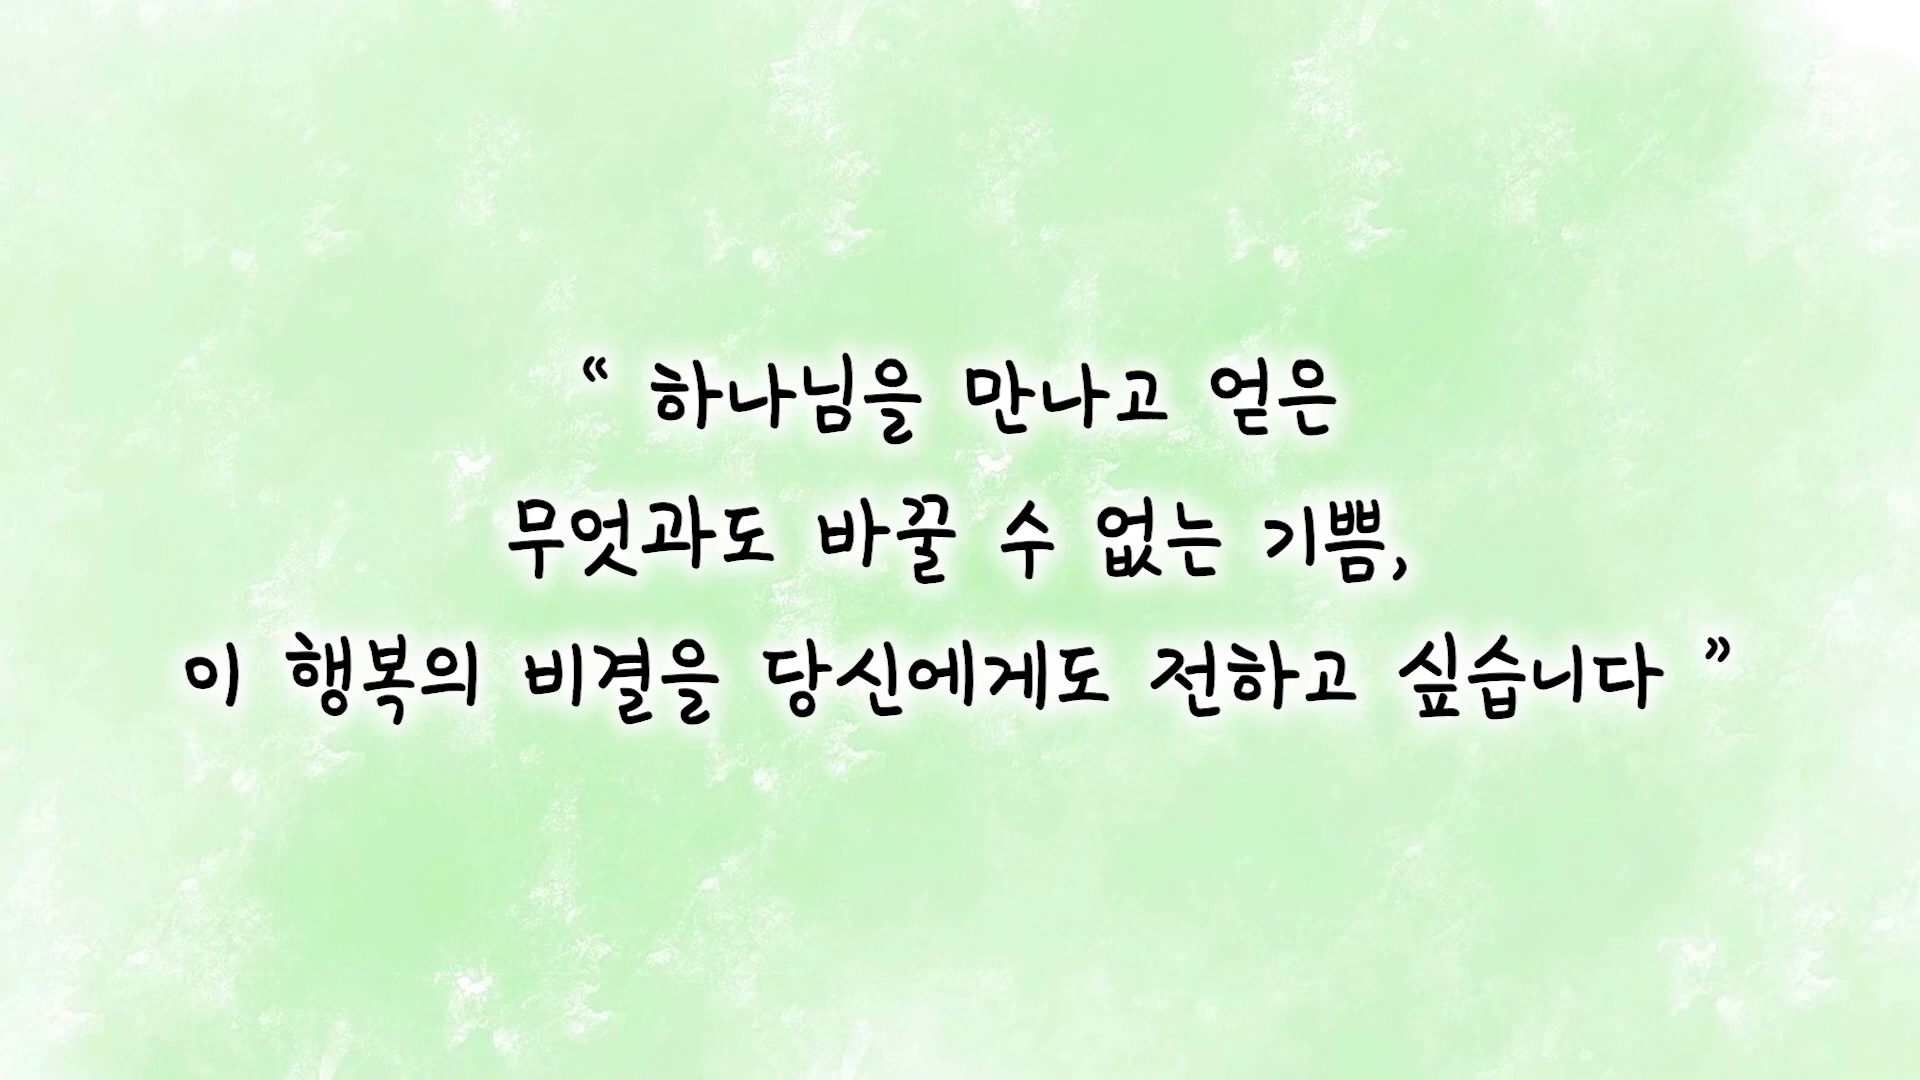 “ 하나님을 만나고 얻은
무엇과도 바꿀 수 없는 기쁨,
이 행복의 비결을 당신에게도 전하고 싶습니다 ”